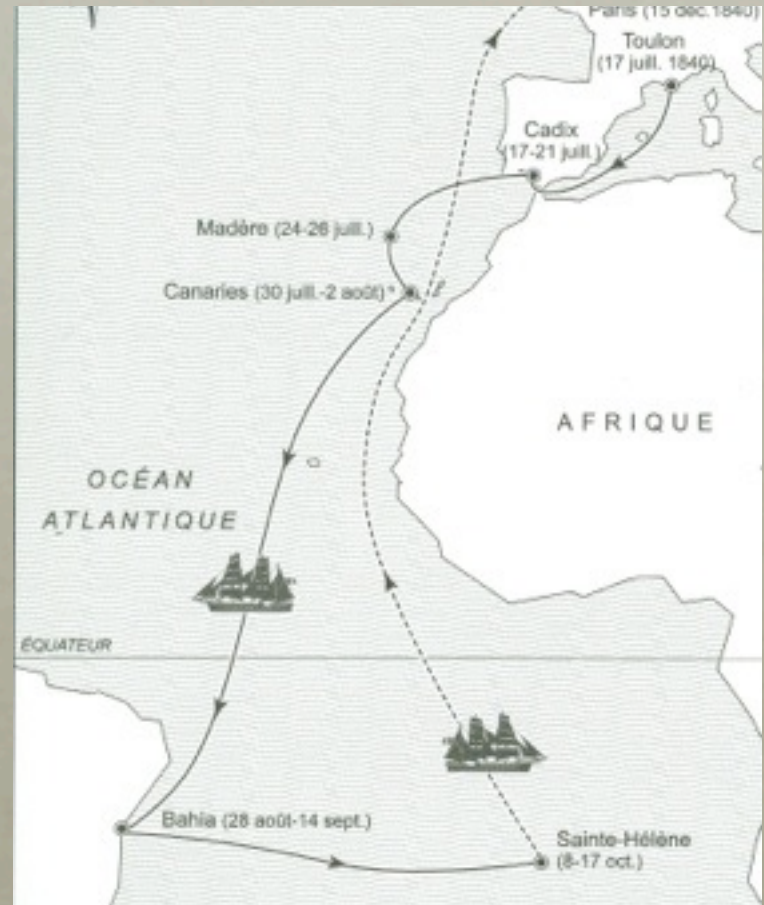 Paris (15 déc.1840)
Toulon
(17 juill. 1840)
Cadix
(17-21 juill.)
Madère (24-26 juill.)
Canaries (30 juill.-2 août)
AFRIQUE
OCÉAN
ATLANTIQUE
ÉQUATEUR
Bahia (28 août-14 sept.)
Sainte-Hélène
(8-17 oct.)